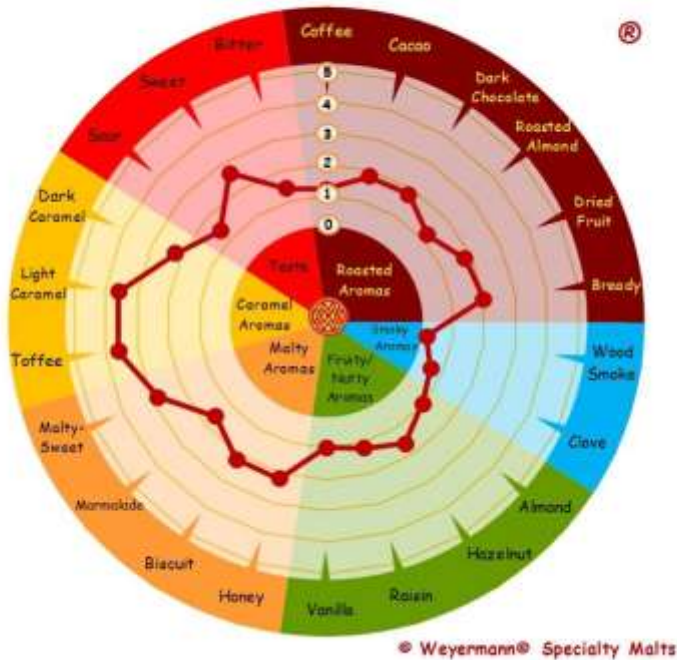 Bitter
Coffee
Cacao
Dark
Chocolate
Roasted
Almond
Dried
Fruit
Bready
Wood
Smoke
Clove
Almond
Hazelnut
Raisin
Vanilla
Honey
Biscuit
Marmalade
Malty-
Sweet
Toffee
Light
Caramel
Dark
Caramel
Sour
Sweet
5
4
3
2
1
0
Taste
Roasted
Aromas
Caramel
Aromas
Smoky
Aromas
Malty
Aromas
Fruity/
Nutty
Aromas
®
© Weyermann® Specialty Malts